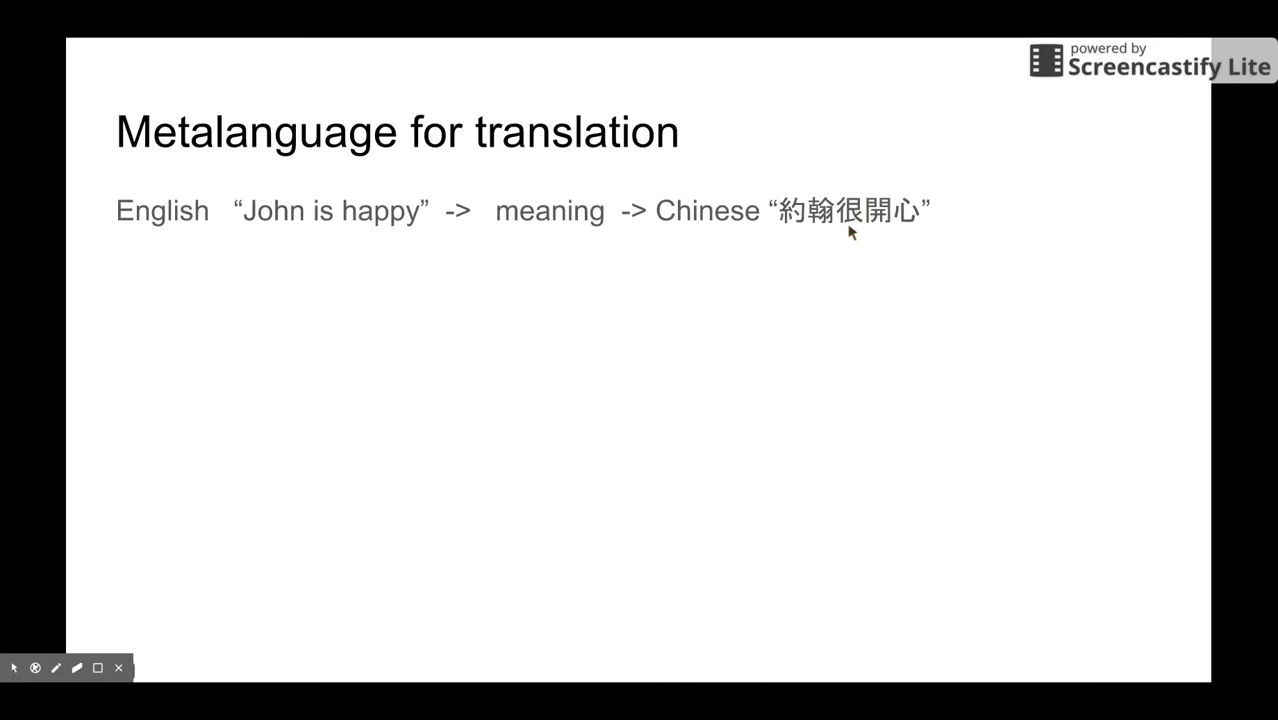 powered by
Screencastify Lite
Metalanguage for translation
English “John is happy” -> meaning -> Chinese “約翰很開心”